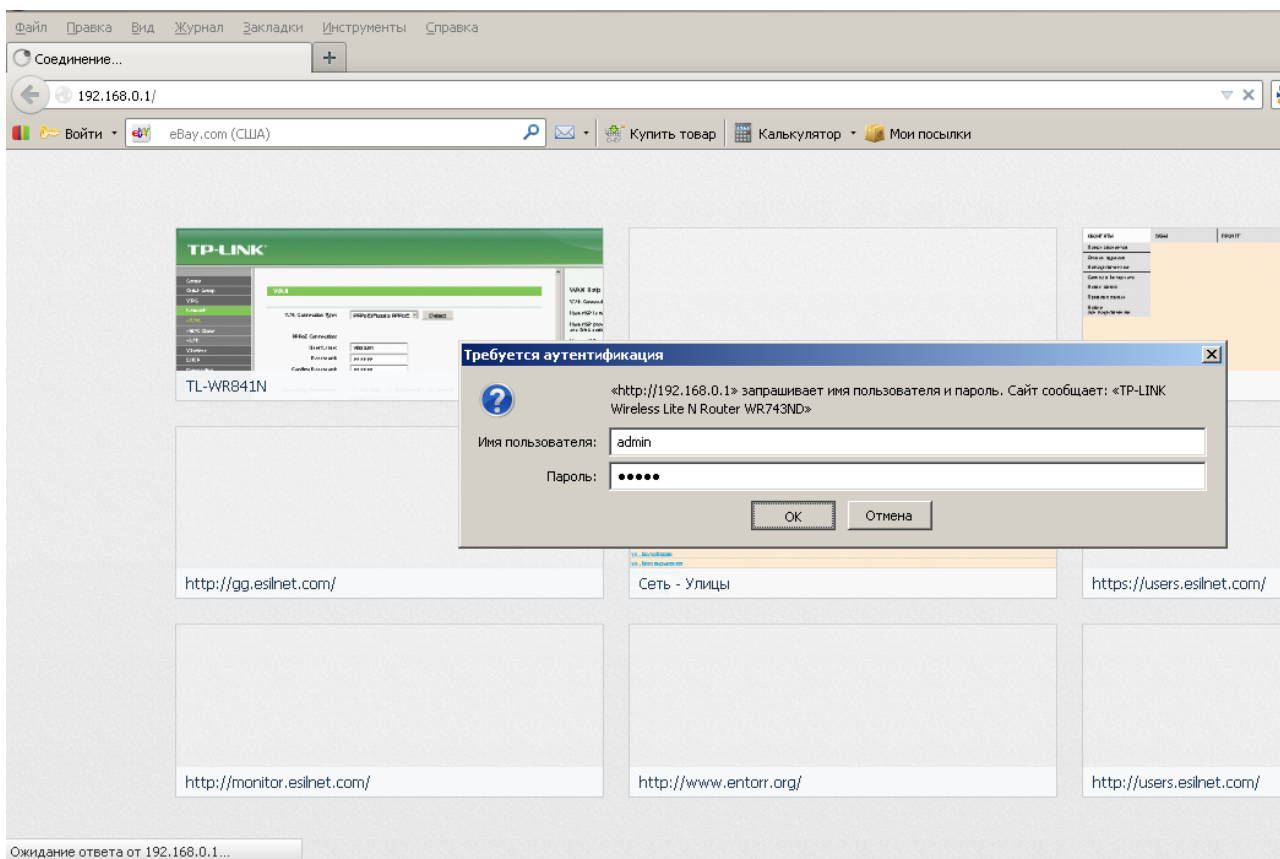 Файл Правка Вид Журнал Закладки Инструменты Справка
Соединение...
192.168.0.1/
Войти eBay.com (США) Купить товар Калькулятор Мои посылки
TP-LINK
WAN
TL-WR841N
Требуется аутентификация
«http://192.168.0.1» запрашивает имя пользователя и пароль. Сайт сообщает: «TP-LINK
Wireless Lite N Router WR743ND»
Имя пользователя: admin
Пароль: •••••
OK Отмена
http://gg.esilnet.com/
Сеть - Улицы
https://users.esilnet.com/
http://monitor.esilnet.com/
http://www.entorr.org/
http://users.esilnet.com/
Ожидание ответа от 192.168.0.1...